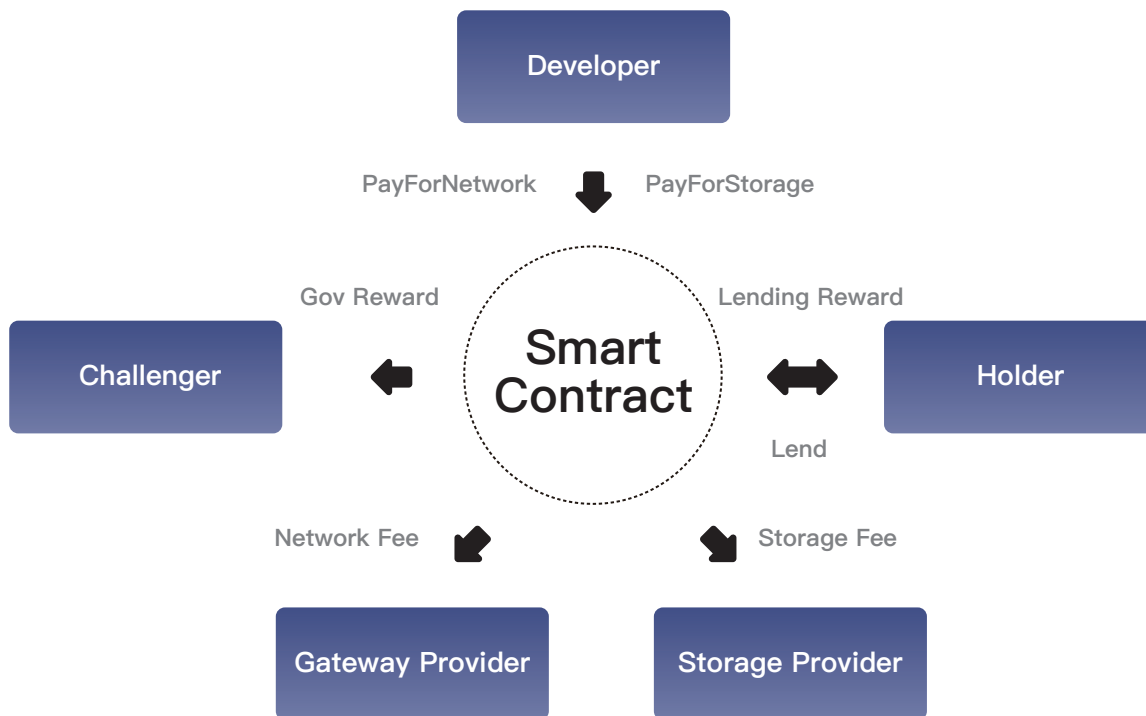 Developer
PayForNetwork
PayForStorage
Gov Reward
Lending Reward
Challenger
Smart
Contract
Holder
Lend
Network Fee
Storage Fee
Gateway Provider
Storage Provider